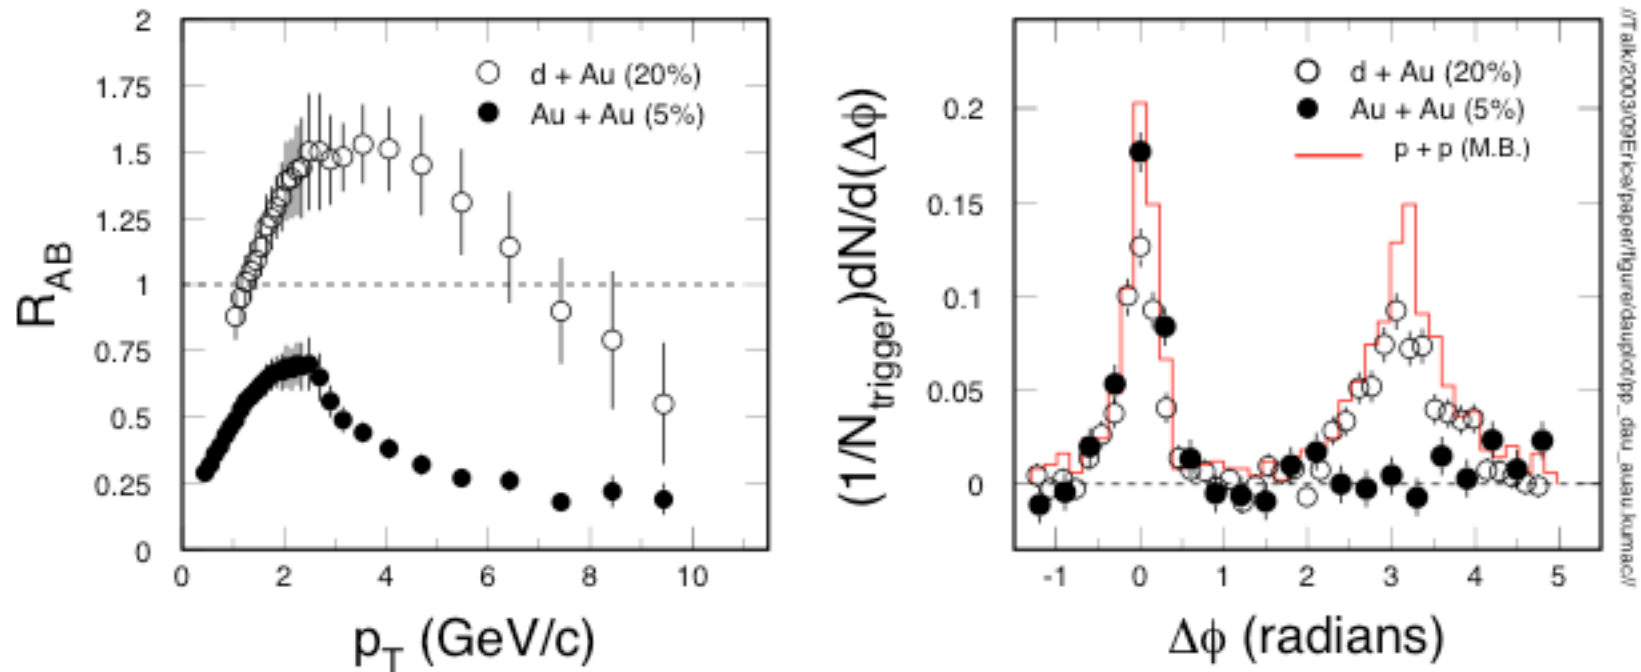 2
1.75
1.5
1.25
1
0.75
0.5
0.25
0
R_AB
d + Au (20%)
Au + Au (5%)
0 2 4 6 8 10
p_T (GeV/c)
0.2
0.15
0.1
0.05
0
(1/N_trigger)dN/d(Δϕ)
d + Au (20%)
Au + Au (5%)
p + p (M.B.)
-1 0 1 2 3 4 5
Δϕ (radians)
//Talk/2003/09Erice/paper/figure/dauplot/pp_dau_auau.kumac//